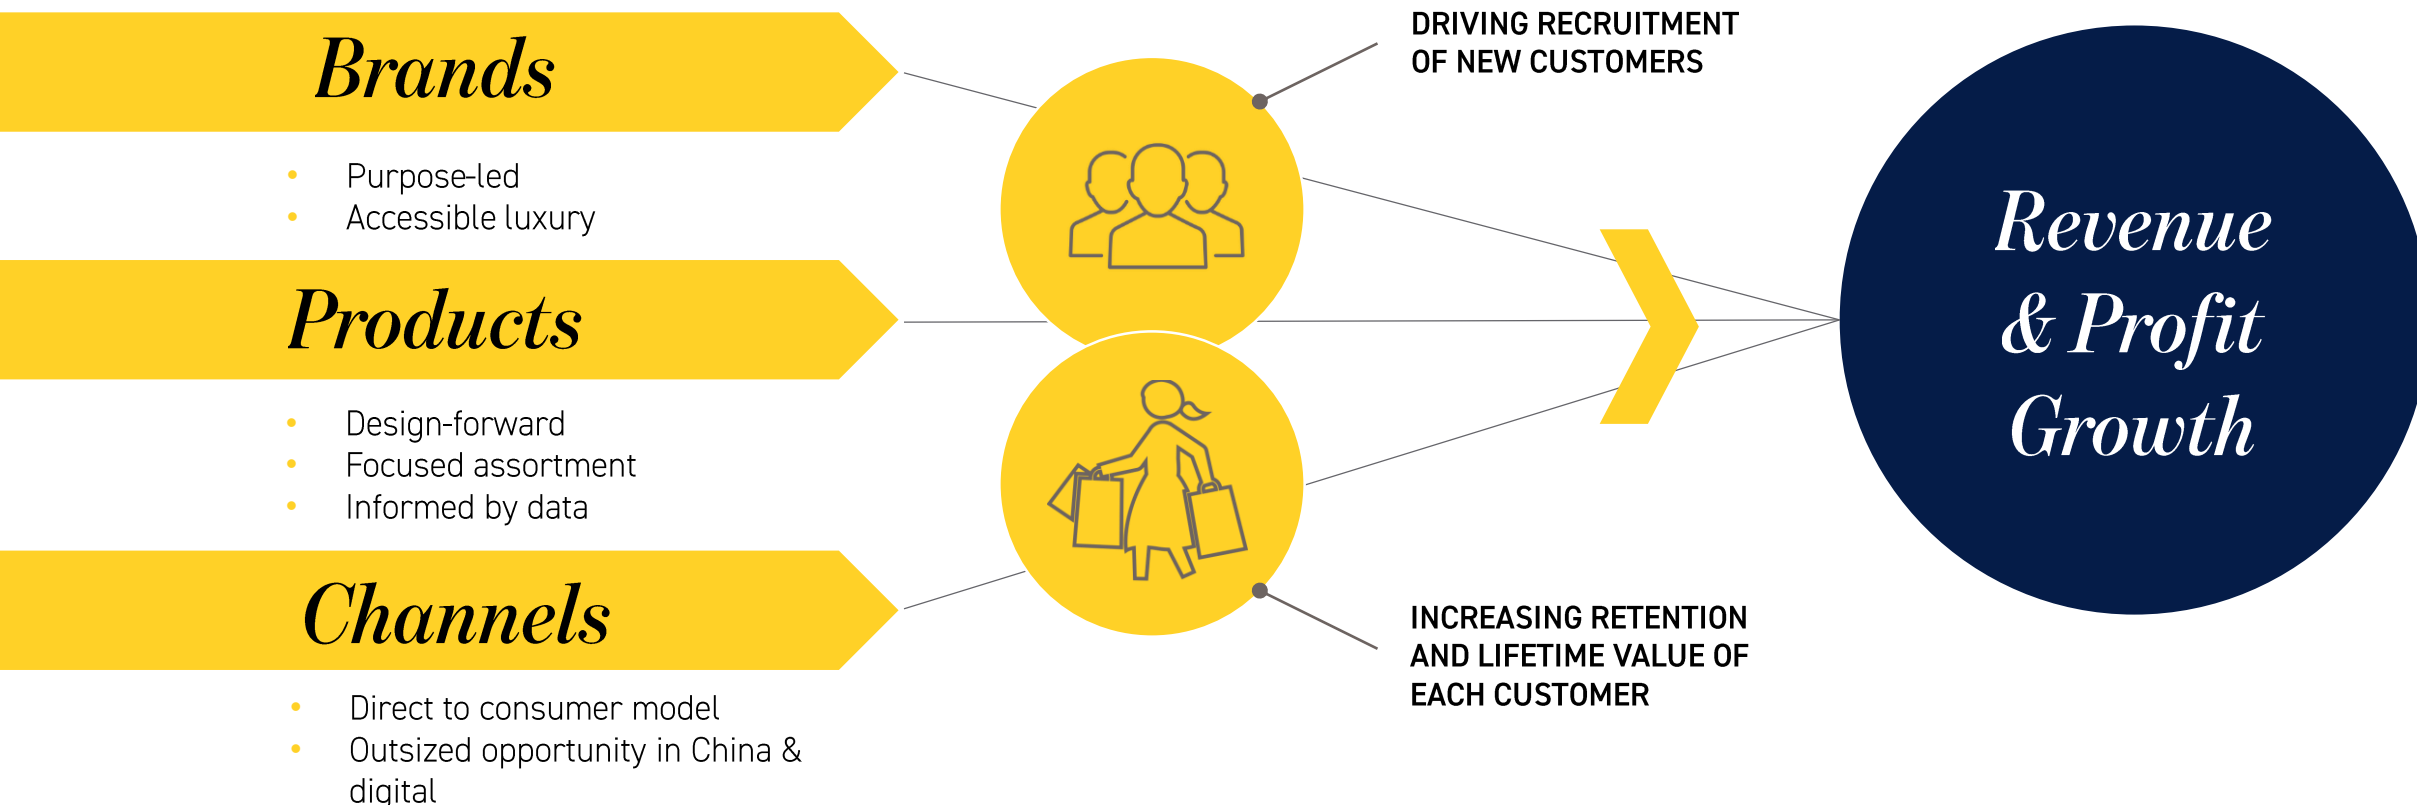 Brands
• Purpose-led
• Accessible luxury
Products
• Design-forward
• Focused assortment
• Informed by data
Channels
• Direct to consumer model
• Outsized opportunity in China &
digital
DRIVING RECRUITMENT
OF NEW CUSTOMERS
INCREASING RETENTION
AND LIFETIME VALUE OF
EACH CUSTOMER
Revenue
& Profit
Growth